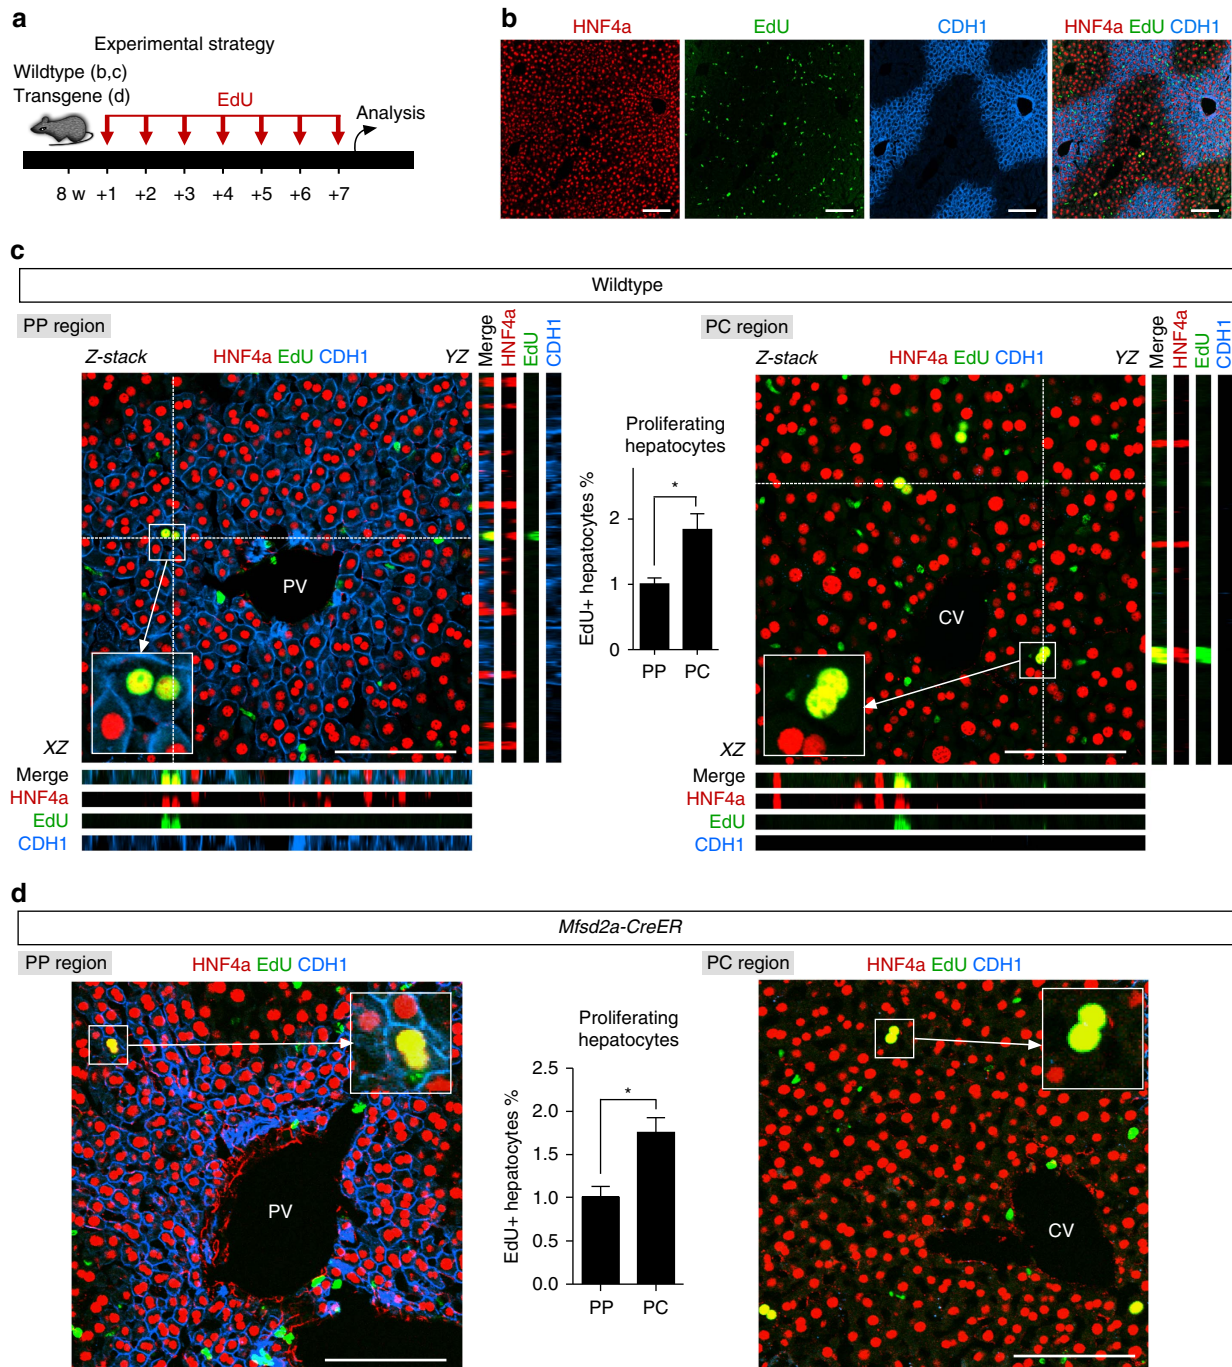 a
Experimental strategy
Wildtype (b,c)
Transgene (d)
EdU
Analysis
8 w +1 +2 +3 +4 +5 +6 +7
b
HNF4a EdU CDH1 HNF4a EdU CDH1
c
Wildtype
PP region
Z-stack HNF4a EdU CDH1 YZ
Merge HNF4a EdU CDH1
PV
XZ
Merge
HNF4a
EdU
CDH1
Proliferating
hepatocytes
EdU+ hepatocytes %
2
1
0
*
PP PC
PC region
Z-stack HNF4a EdU CDH1 YZ
Merge HNF4a EdU CDH1
CV
XZ
Merge
HNF4a
EdU
CDH1
d
Mfsd2a-CreER
PP region
HNF4a EdU CDH1
PV
Proliferating
hepatocytes
EdU+ hepatocytes %
2.5
2.0
1.5
1.0
0.5
0.0
*
PP PC
PC region
HNF4a EdU CDH1
CV